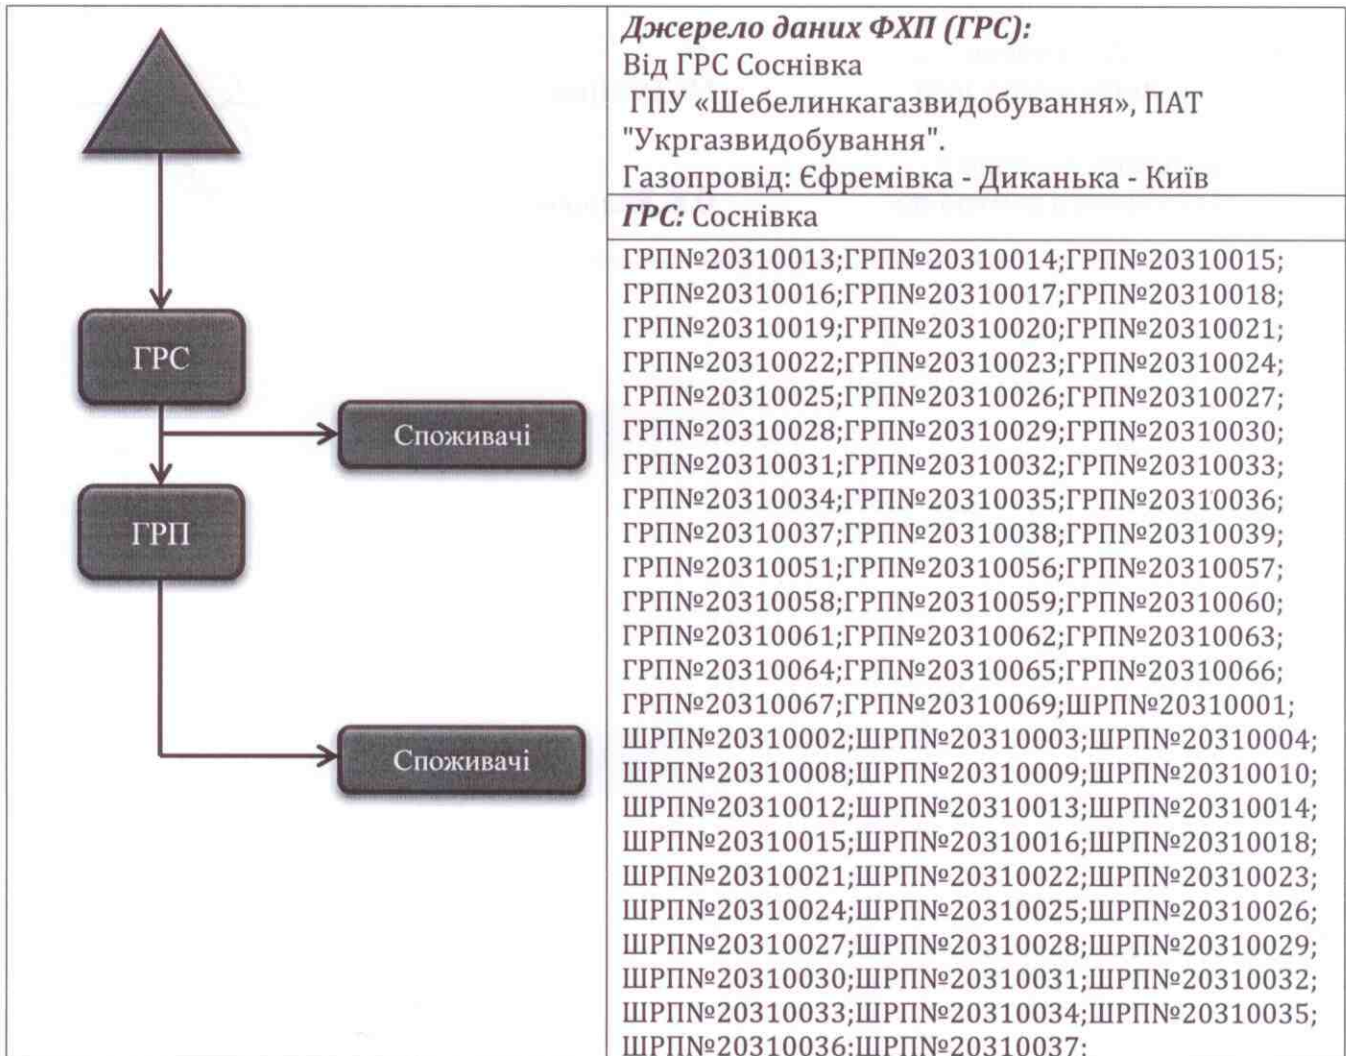 ГРС
Споживачі
ГРП
Споживачі
Джерело даних ФХП (ГРС):
Від ГРС Соснівка
ГПУ «Шебелинкагазвидобування», ПАТ
"Укргазвидобування".
Газопровід: Єфремівка - Диканька - Київ
ГРС: Соснівка
ГРП№20310013;ГРП№20310014;ГРП№20310015;
ГРП№20310016;ГРП№20310017;ГРП№20310018;
ГРП№20310019;ГРП№20310020;ГРП№20310021;
ГРП№20310022;ГРП№20310023;ГРП№20310024;
ГРП№20310025;ГРП№20310026;ГРП№20310027;
ГРП№20310028;ГРП№20310029;ГРП№20310030;
ГРП№20310031;ГРП№20310032;ГРП№20310033;
ГРП№20310034;ГРП№20310035;ГРП№20310036;
ГРП№20310037;ГРП№20310038;ГРП№20310039;
ГРП№20310051;ГРП№20310056;ГРП№20310057;
ГРП№20310058;ГРП№20310059;ГРП№20310060;
ГРП№20310061;ГРП№20310062;ГРП№20310063;
ГРП№20310064;ГРП№20310065;ГРП№20310066;
ГРП№20310067;ГРП№20310069;ШРП№20310001;
ШРП№20310002;ШРП№20310003;ШРП№20310004;
ШРП№20310008;ШРП№20310009;ШРП№20310010;
ШРП№20310012;ШРП№20310013;ШРП№20310014;
ШРП№20310015;ШРП№20310016;ШРП№20310018;
ШРП№20310021;ШРП№20310022;ШРП№20310023;
ШРП№20310024;ШРП№20310025;ШРП№20310026;
ШРП№20310027;ШРП№20310028;ШРП№20310029;
ШРП№20310030;ШРП№20310031;ШРП№20310032;
ШРП№20310033;ШРП№20310034;ШРП№20310035;
ШРП№20310036;ШРП№20310037;